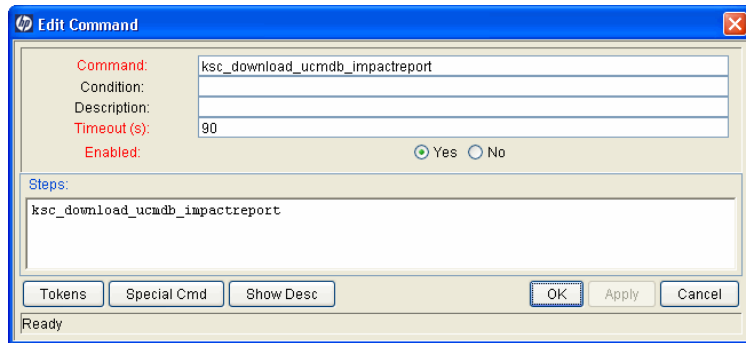 hp Edit Command
Command: ksc_download_ucmdb_impactreport
Condition:
Description:
Timeout (s): 90
Enabled: Yes No
Steps:
ksc_download_ucmdb_impactreport
Tokens Special Cmd Show Desc OK Apply Cancel
Ready